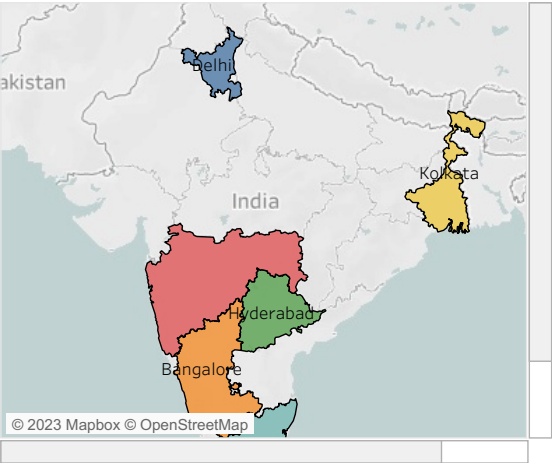 Delhi
akistan
Kolkata
India
Hyderabad
Bangalore
© 2023 Mapbox © OpenStreetMap